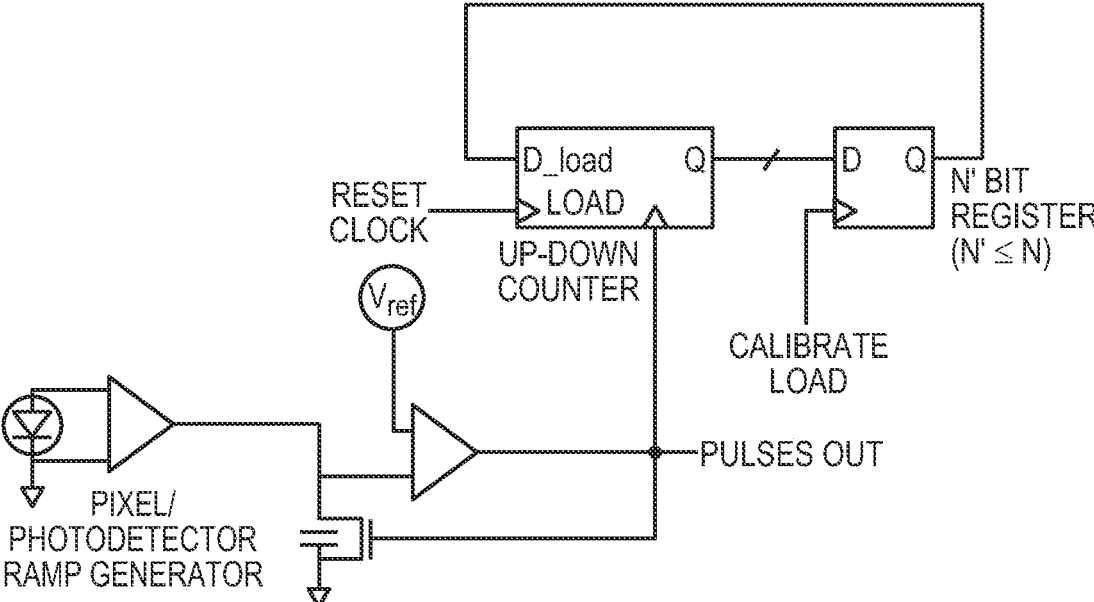 D_load
Q
D
Q
LOAD
RESET
CLOCK
N' BIT
REGISTER
(N' ≤ N)
UP-DOWN
COUNTER
Vref
CALIBRATE
LOAD
PULSES OUT
PIXEL/
PHOTODETECTOR
RAMP GENERATOR